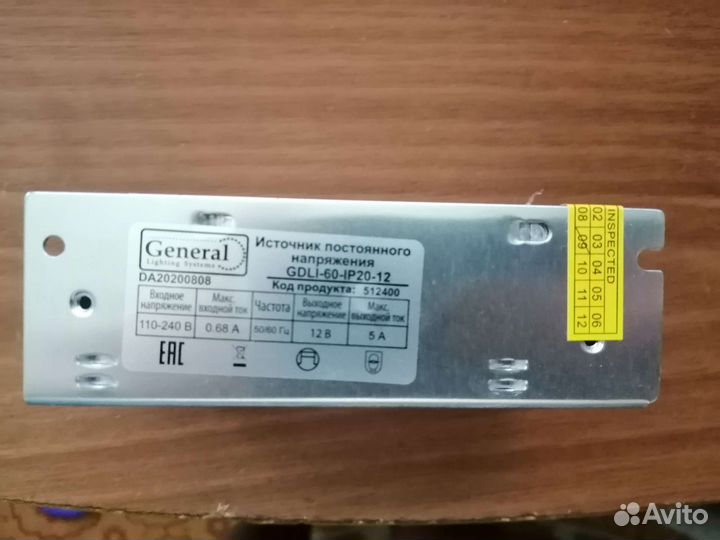 General
Lighting Systems
DA20200808
Источник постоянного
напряжения
GDLI-60-IP20-12
Код продукта: 512400
Входное напряжение Макс. входной ток Частота Выходное напряжение Макс. выходной ток
110-240 В 0.68 А 50/60 Гц 12 В 5 А
EAC
INSPECTED
02 03 04 05 06
08 09 10 11 12
Avito